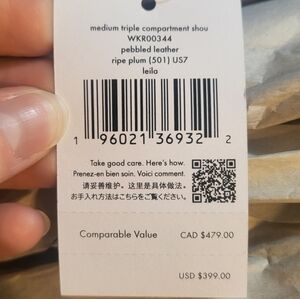 medium triple compartment shou
WKR00344
pebbled leather
ripe plum (501) US7
leila
1 96021 36932 2
Take good care. Here's how.
Prenez-en bien soin. Voici comment.
请妥善维护。这里是具体做法。
お手入れ方法はこちらをご覧ください。
Comparable Value CAD $479.00
USD $399.00